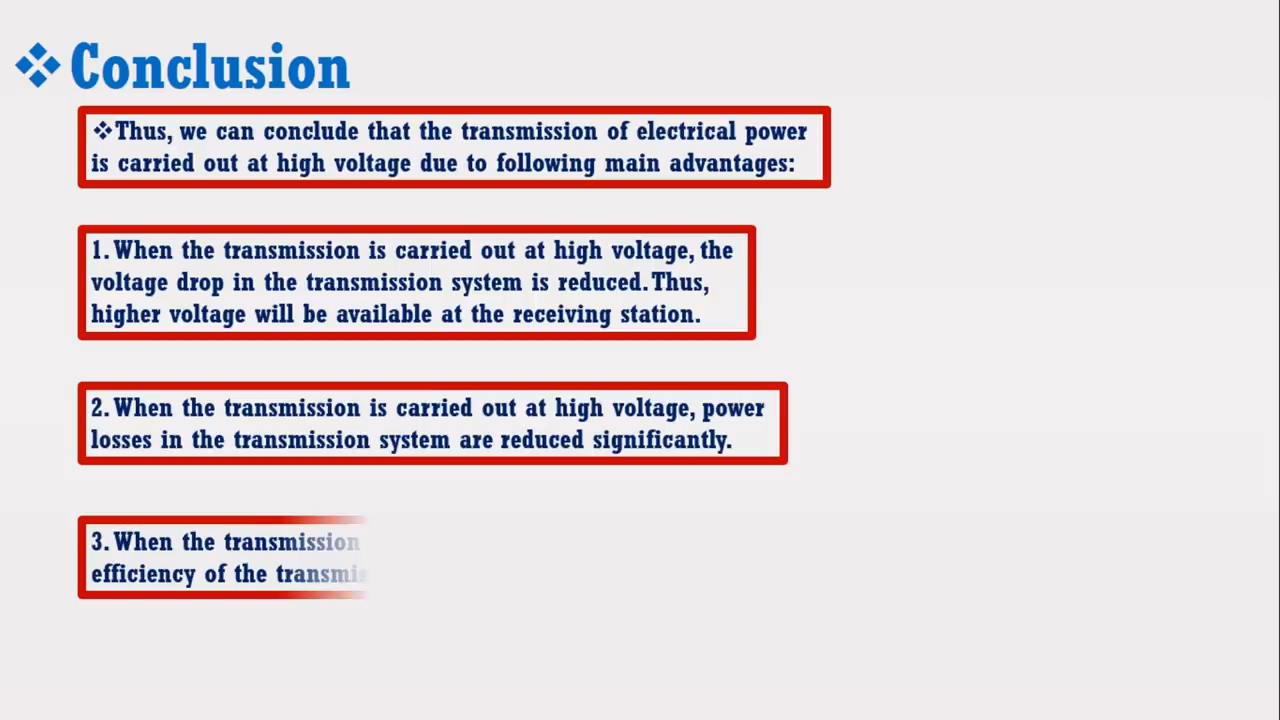 ❖Conclusion
❖Thus, we can conclude that the transmission of electrical power
is carried out at high voltage due to following main advantages:
1. When the transmission is carried out at high voltage, the
voltage drop in the transmission system is reduced. Thus,
higher voltage will be available at the receiving station.
2. When the transmission is carried out at high voltage, power
losses in the transmission system are reduced significantly.
3. When the transmission
efficiency of the